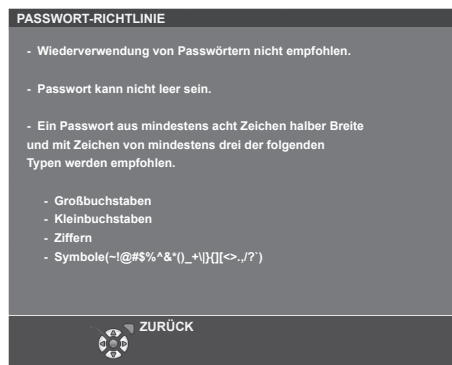 PASSWORT-RICHTLINIE
- Wiederverwendung von Passwörtern nicht empfohlen.
- Passwort kann nicht leer sein.
- Ein Passwort aus mindestens acht Zeichen halber Breite
und mit Zeichen von mindestens drei der folgenden
Typen werden empfohlen.
- Großbuchstaben
- Kleinbuchstaben
- Ziffern
- Symbole(~!@#$%^&*()_+\|}{][<>.,/?`)
ZURÜCK